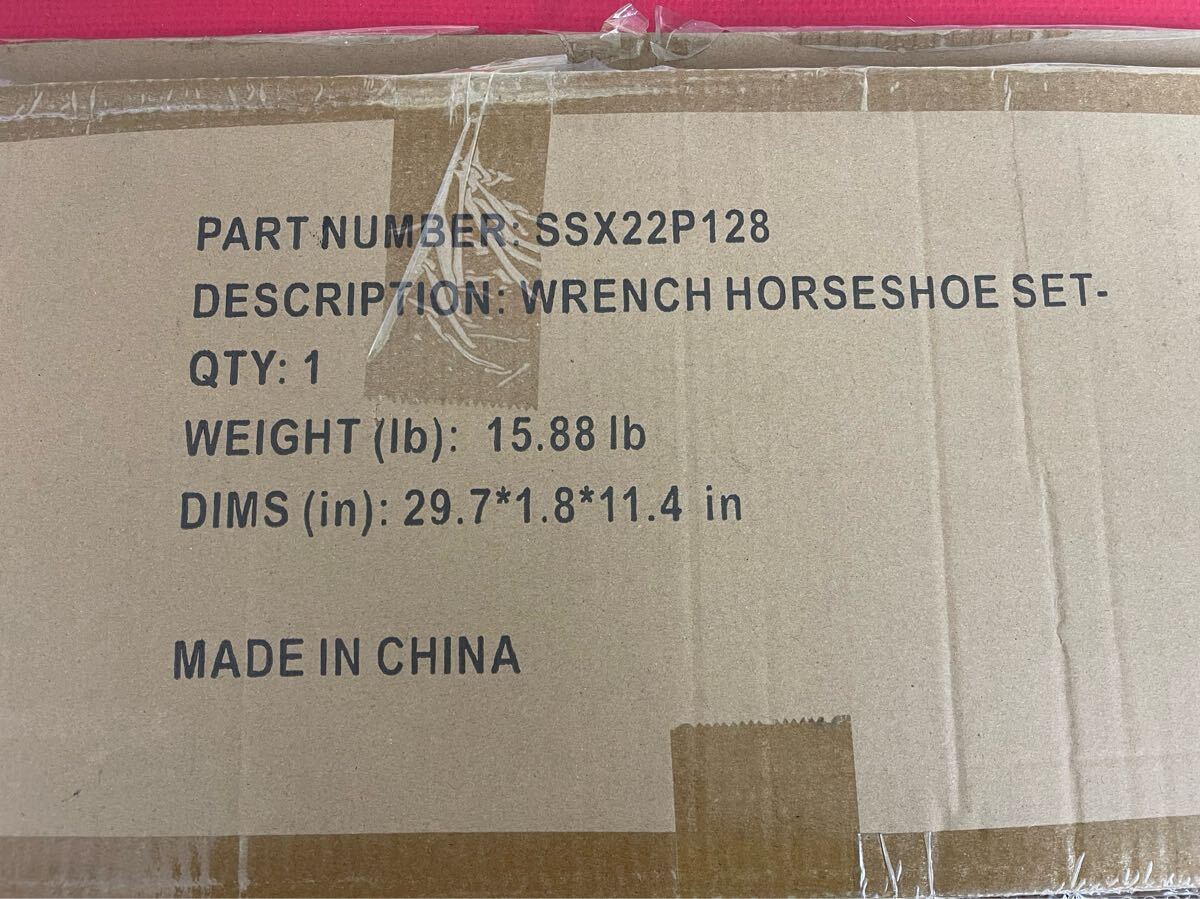 PART NUMBER: SSX22P128
DESCRIPTION: WRENCH HORSESHOE SET-
QTY: 1
WEIGHT (lb): 15.88 lb
DIMS (in): 29.7*1.8*11.4 in
MADE IN CHINA